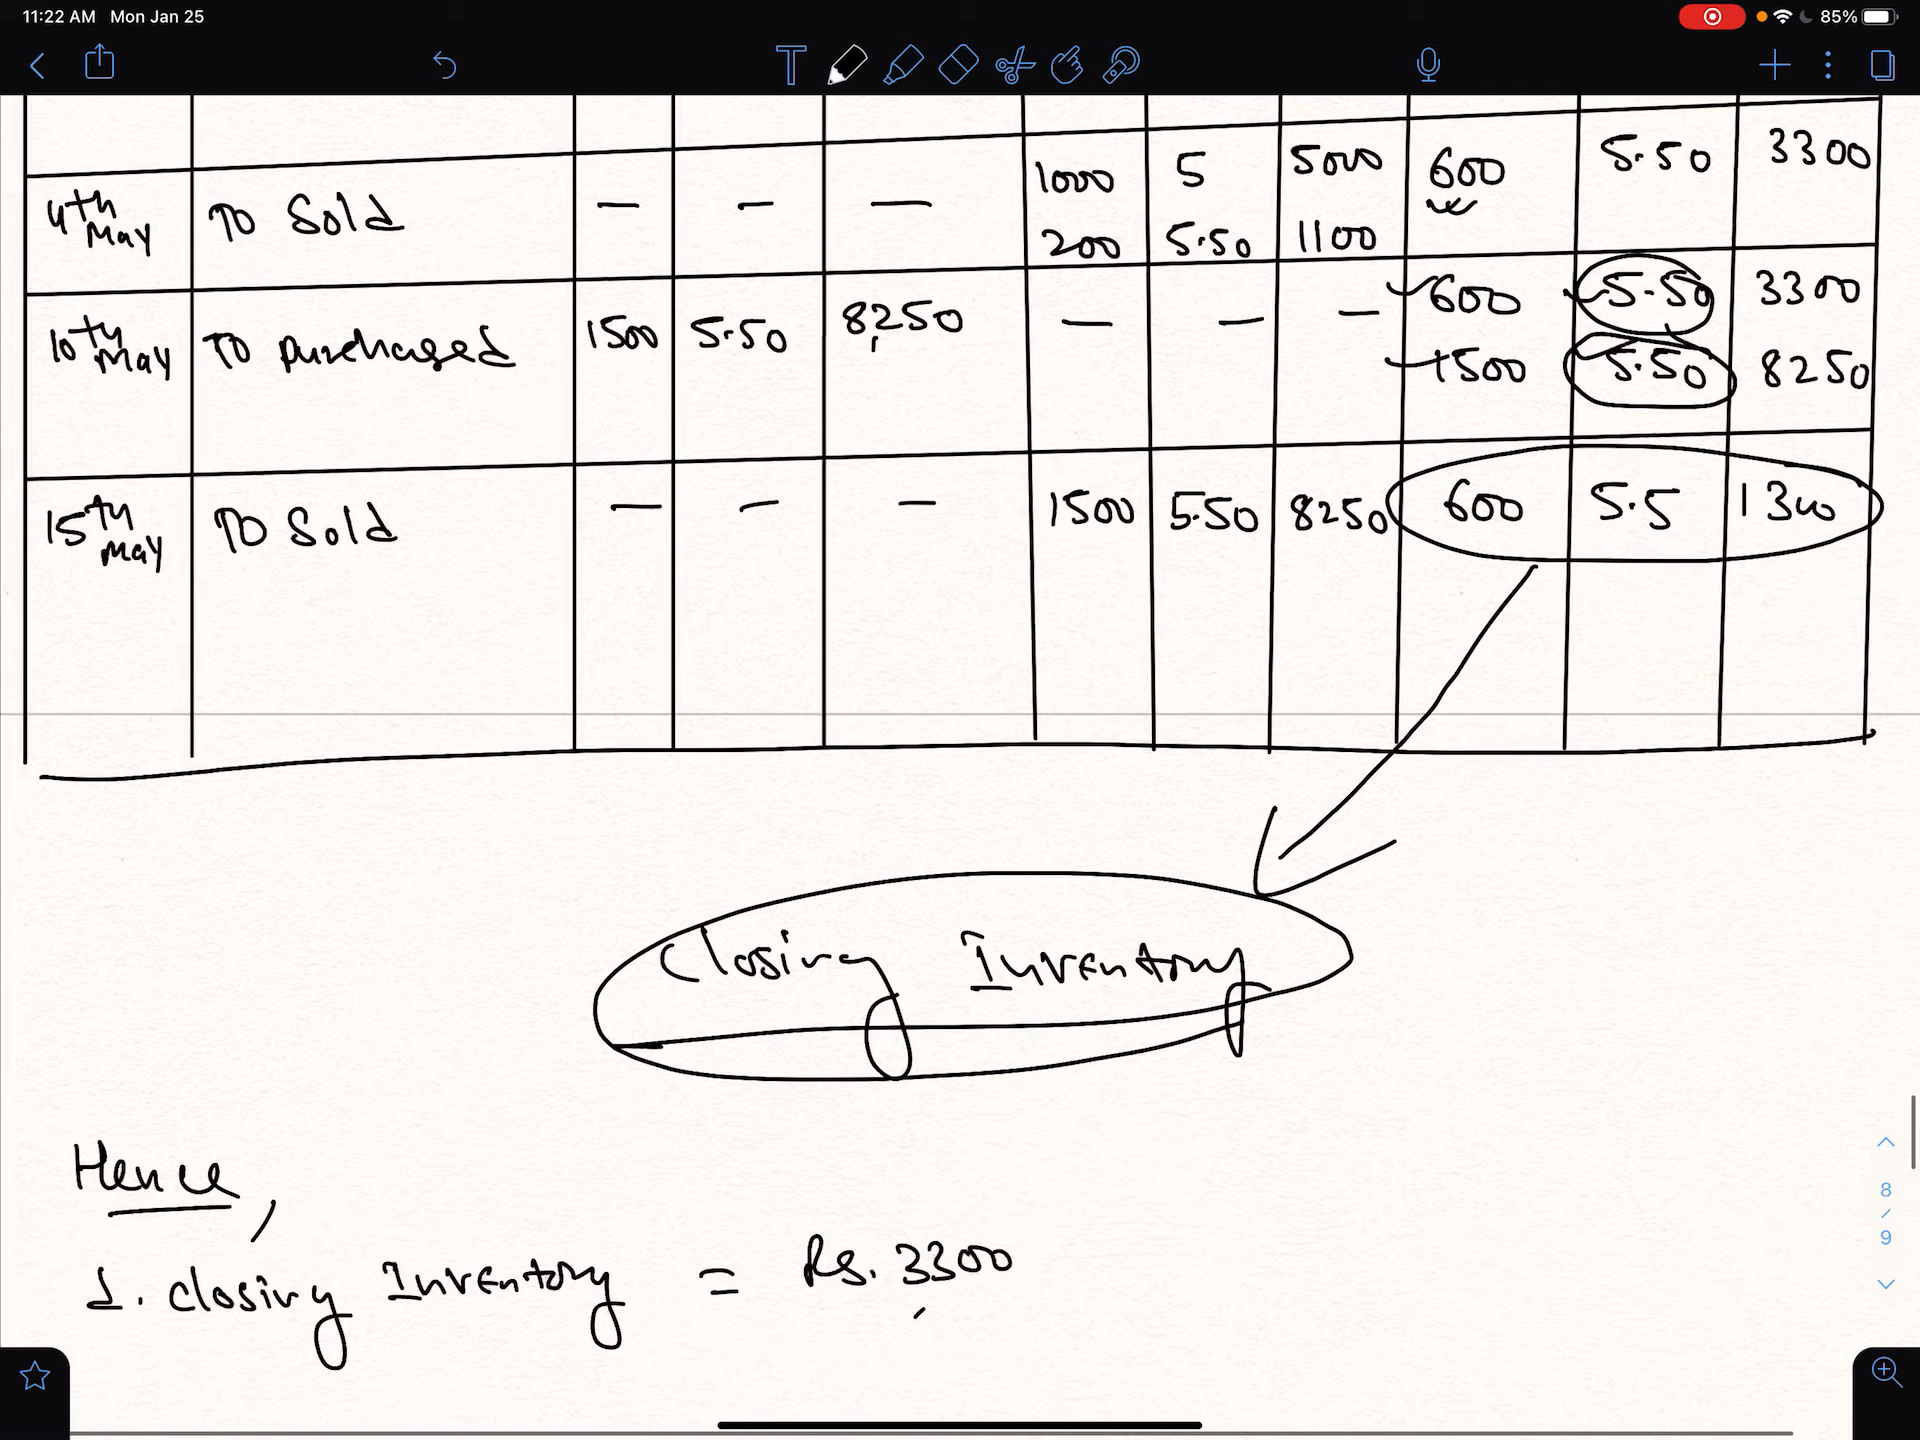 11:22 AM Mon Jan 25
85%
1000 5 5000 600 5.50 3300
4th May To Sold — — —
200 5.50 1100
600 5.50 3300
10th May To purchased 1500 5.50 8250 — — —
1500 5.50 8250
15th May To Sold — — — 1500 5.50 8250 600 5.5 1300
Closing Inventory
Hence,
1. closing Inventory = Rs. 3300
8
/
9